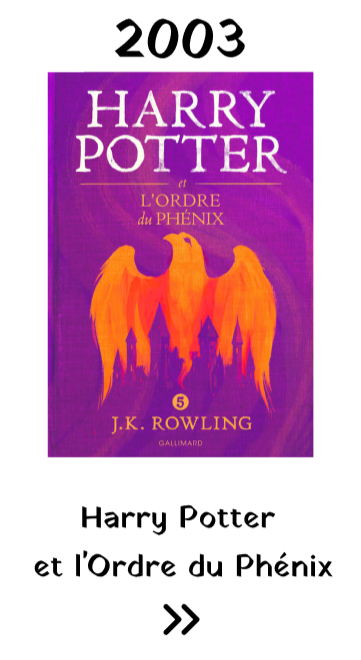 2003
HARRY
POTTER
et
L'ORDRE
du PHÉNIX
5
J.K. ROWLING
GALLIMARD
Harry Potter
et l'Ordre du Phénix